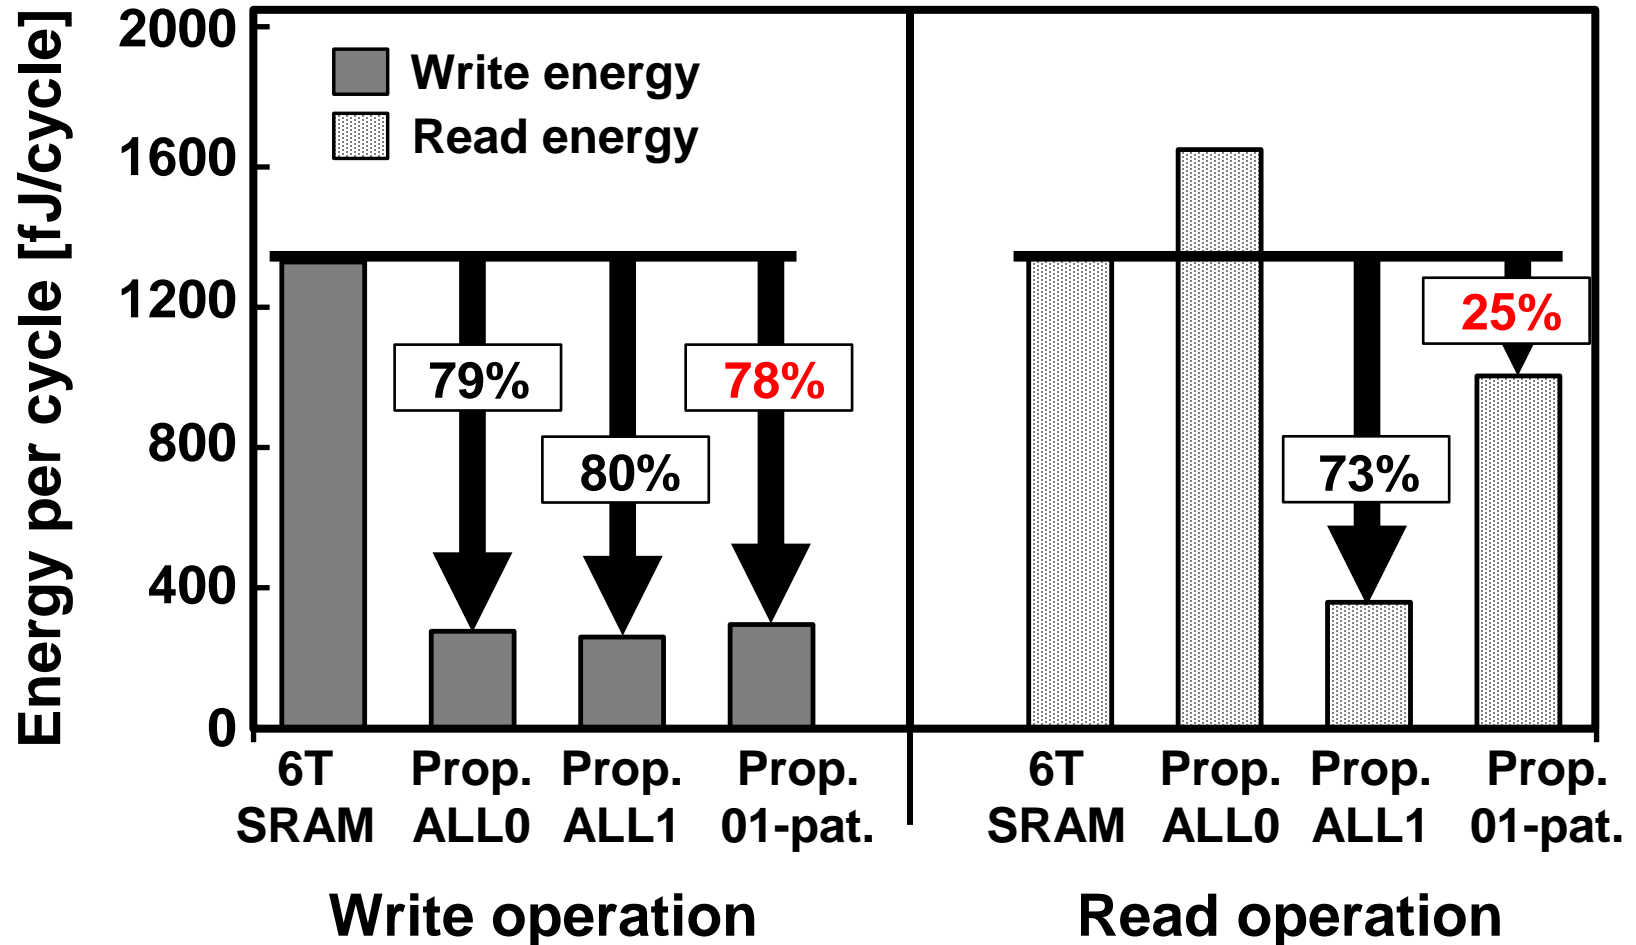 Energy per cycle [fJ/cycle]
2000
1600
1200
800
400
0
Write energy
Read energy
79%
80%
78%
73%
25%
6T SRAM
Prop. ALL0
Prop. ALL1
Prop. 01-pat.
6T SRAM
Prop. ALL0
Prop. ALL1
Prop. 01-pat.
Write operation
Read operation